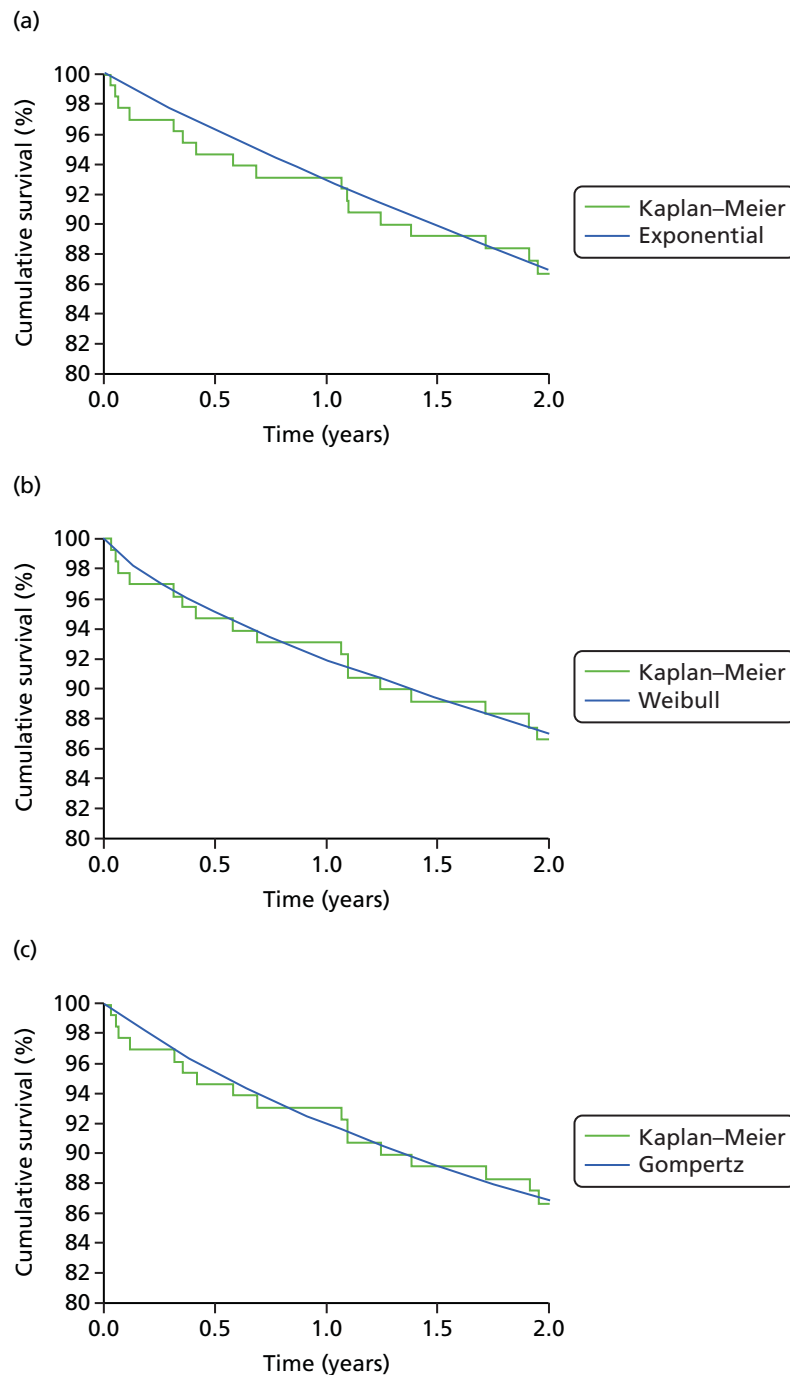 (a)
100
98
96
94
92
90
88
86
84
82
80
Cumulative survival (%)
0.0 0.5 1.0 1.5 2.0
Time (years)
Kaplan–Meier
Exponential
(b)
100
98
96
94
92
90
88
86
84
82
80
Cumulative survival (%)
0.0 0.5 1.0 1.5 2.0
Time (years)
Kaplan–Meier
Weibull
(c)
100
98
96
94
92
90
88
86
84
82
80
Cumulative survival (%)
0.0 0.5 1.0 1.5 2.0
Time (years)
Kaplan–Meier
Gompertz